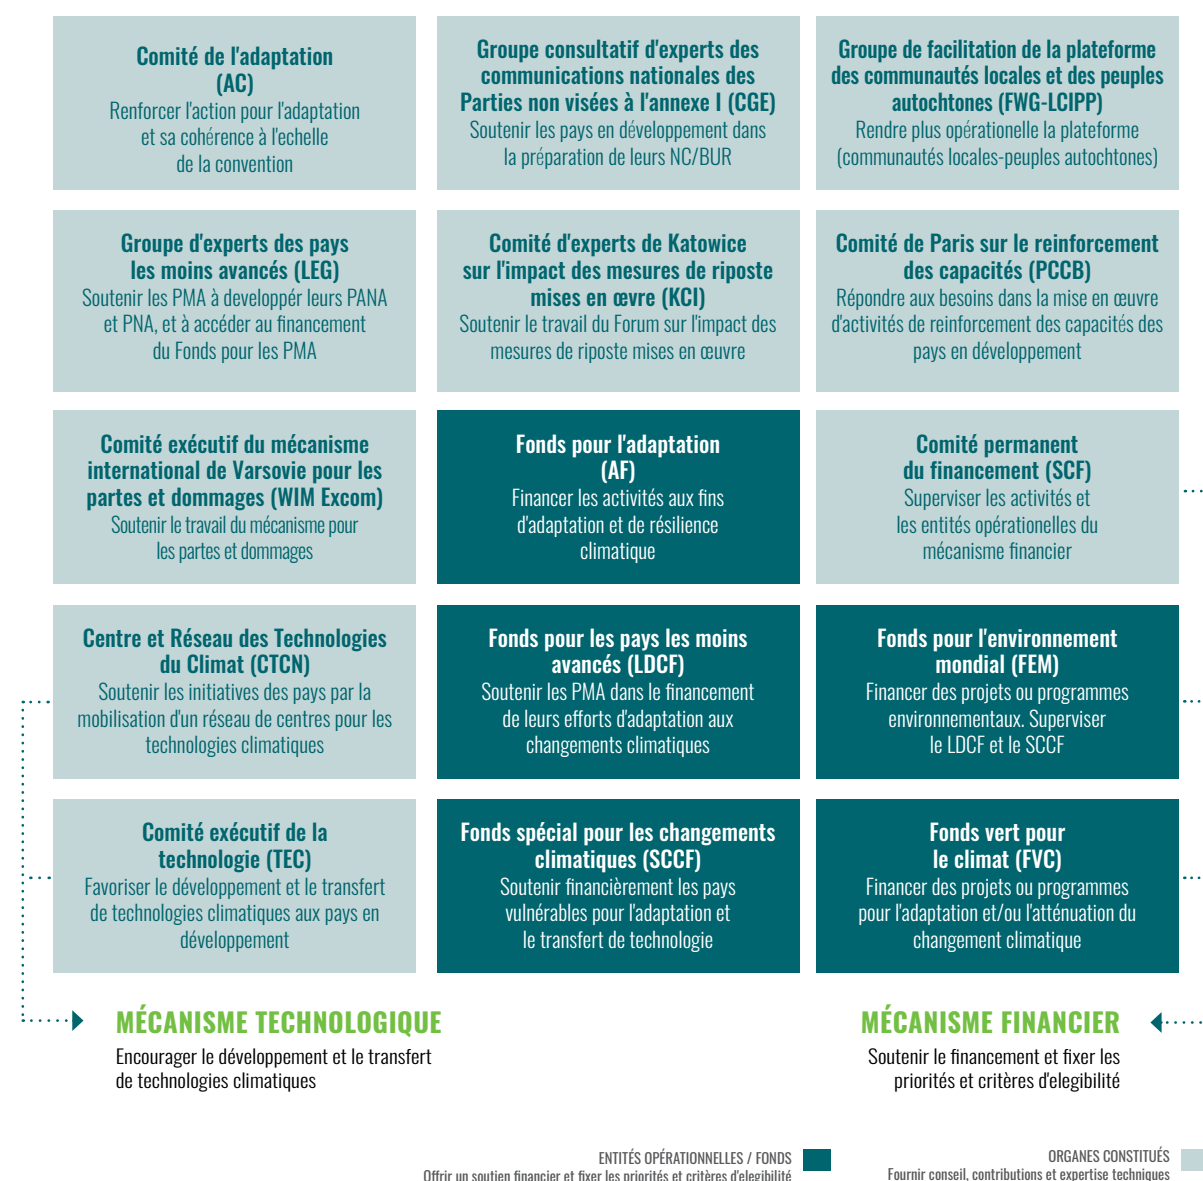 Comité de l'adaptation
(AC)
Renforcer l'action pour l'adaptation
et sa cohérence à l'echelle
de la convention
Groupe consultatif d'experts des
communications nationales des
Parties non visées à l'annexe I (CGE)
Soutenir les pays en développement dans
la préparation de leurs NC/BUR
Groupe de facilitation de la plateforme
des communautés locales et des peuples
autochtones (FWG-LCIPP)
Rendre plus opérationelle la plateforme
(communautés locales-peuples autochtones)
Groupe d'experts des pays
les moins avancés (LEG)
Soutenir les PMA à developpér leurs PANA
et PNA, et à accéder au financement
du Fonds pour les PMA
Comité d'experts de Katowice
sur l'impact des mesures de riposte
mises en œvre (KCI)
Soutenir le travail du Forum sur l'impact des
mesures de riposte mises en œuvre
Comité de Paris sur le reinforcement
des capacités (PCCB)
Répondre aux besoins dans la mise en œuvre
d'activités de reinforcement des capacités des
pays en développement
Comité exécutif du mécanisme
international de Varsovie pour les
partes et dommages (WIM Excom)
Soutenir le travail du mécanisme pour
les partes et dommages
Fonds pour l'adaptation
(AF)
Financer les activités aux fins
d'adaptation et de résilience
climatique
Comité permanent
du financement (SCF)
Superviser les activités et
les entités opérationelles du
mécanisme financier
Centre et Réseau des Technologies
du Climat (CTCN)
Soutenir les initiatives des pays par la
mobilisation d'un réseau de centres pour les
technologies climatiques
Fonds pour les pays les moins
avancés (LDCF)
Soutenir les PMA dans le financement
de leurs efforts d'adaptation aux
changements climatiques
Fonds pour l'environnement
mondial (FEM)
Financer des projets ou programmes
environmentaux. Superviser
le LDCF et le SCCF
Comité exécutif de la
technologie (TEC)
Favoriser le développement et le transfert
de technologies climatiques aux pays en
développement
Fonds spécial pour les changements
climatiques (SCCF)
Soutenir financièrement les pays
vulnérables pour l'adaptation et
le transfert de technologie
Fonds vert pour
le climat (FVC)
Financer des projets ou programmes
pour l'adaptation et/ou l'atténuation du
changement climatique
MÉCANISME TECHNOLOGIQUE
Encourager le développement et le transfert
de technologies climatiques
MÉCANISME FINANCIER
Soutenir le financement et fixer les
priorités et critères d'elegibilité
ENTITÉS OPÉRATIONNELLES / FONDS
Offrir un soutien financier et fixer les priorités et critères d'elegibilité
ORGANES CONSTITUÉS
Fournir conseil, contributions et expertise techniques